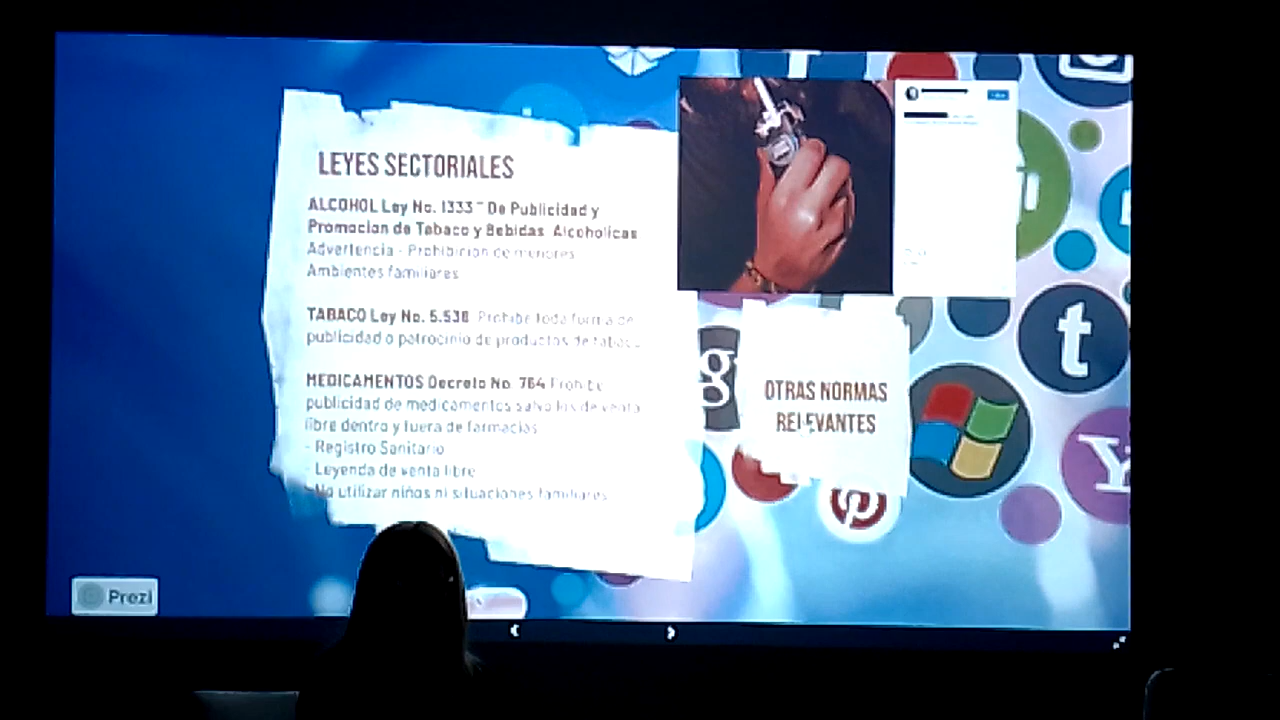 LEYES SECTORIALES
ALCOHOL Ley No. 1333 ~ De Publicidad y
Promocion de Tabaco y Bebidas Alcoholicas
Advertencia - Prohibicion de menores
Ambientes familiares
TABACO Ley No. 5.538 Prohibe toda forma de
publicidad o patrocinio de productos de tabaco
MEDICAMENTOS Decreto No. 764 Prohibe
publicidad de medicamentos salvo los de venta
libre dentro y fuera de farmacias
- Registro Sanitario
- Leyenda de venta libre
- No utilizar niños ni situaciones familiares
OTRAS NORMAS
RELEVANTES
g
t
Y
Prezi